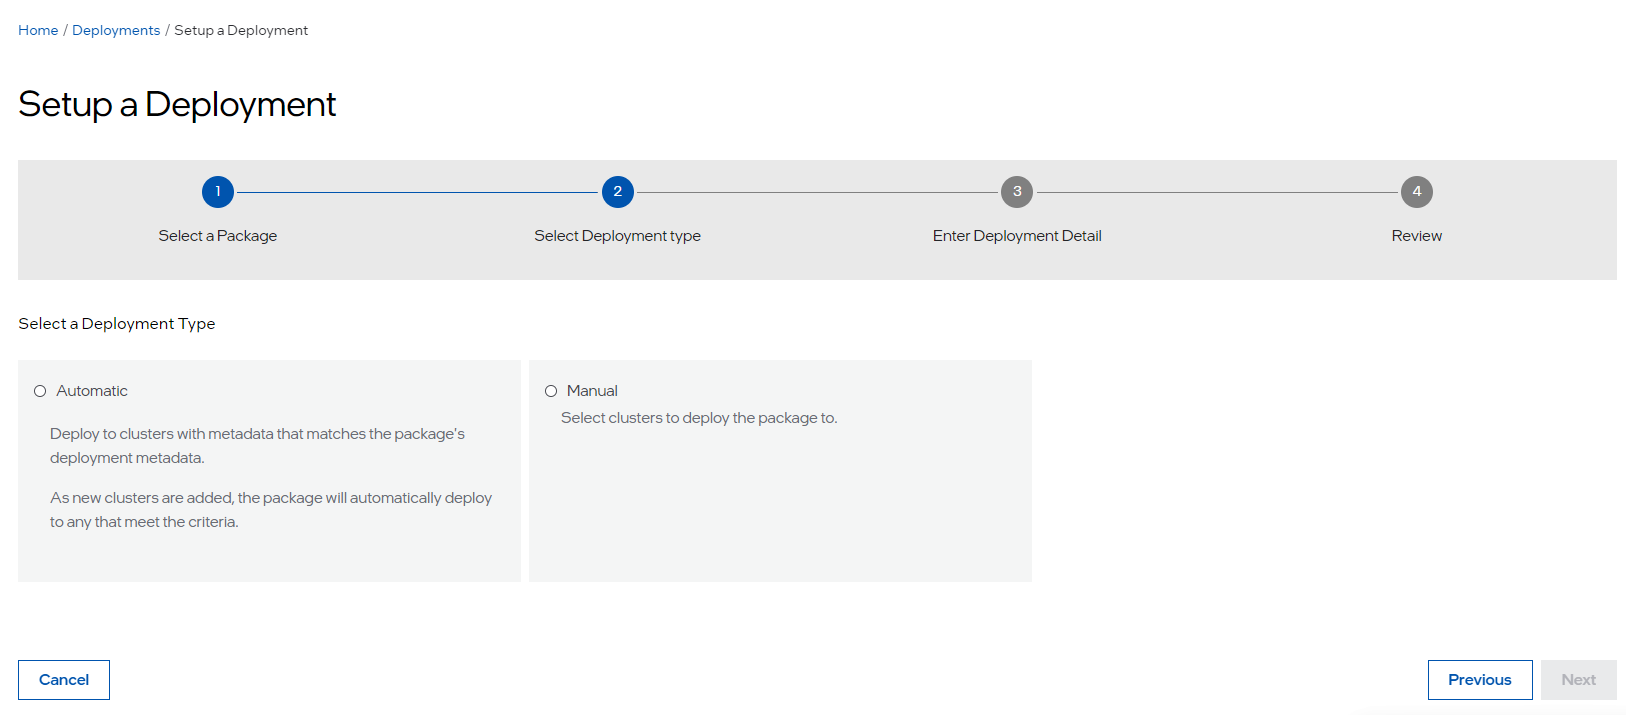 Home / Deployments / Setup a Deployment
Setup a Deployment
1
2
3
4
Select a Package
Select Deployment type
Enter Deployment Detail
Review
Select a Deployment Type
Automatic
Deploy to clusters with metadata that matches the package's
deployment metadata.
As new clusters are added, the package will automatically deploy
to any that meet the criteria.
Manual
Select clusters to deploy the package to.
Cancel
Previous
Next